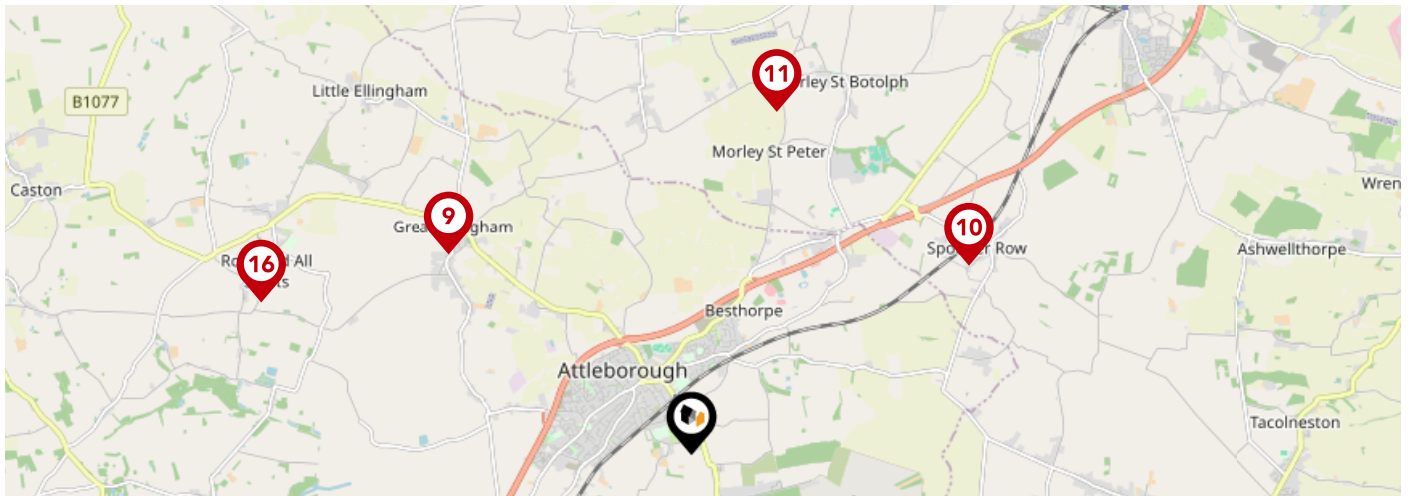 11
Little Ellingham
rley St Botolph
B1077
Morley St Peter
Caston
Wren
9
Grea gham
10
Spo r Row
Ashwellthorpe
16
Ro d All
ts
Besthorpe
Attleborough
Tacolneston